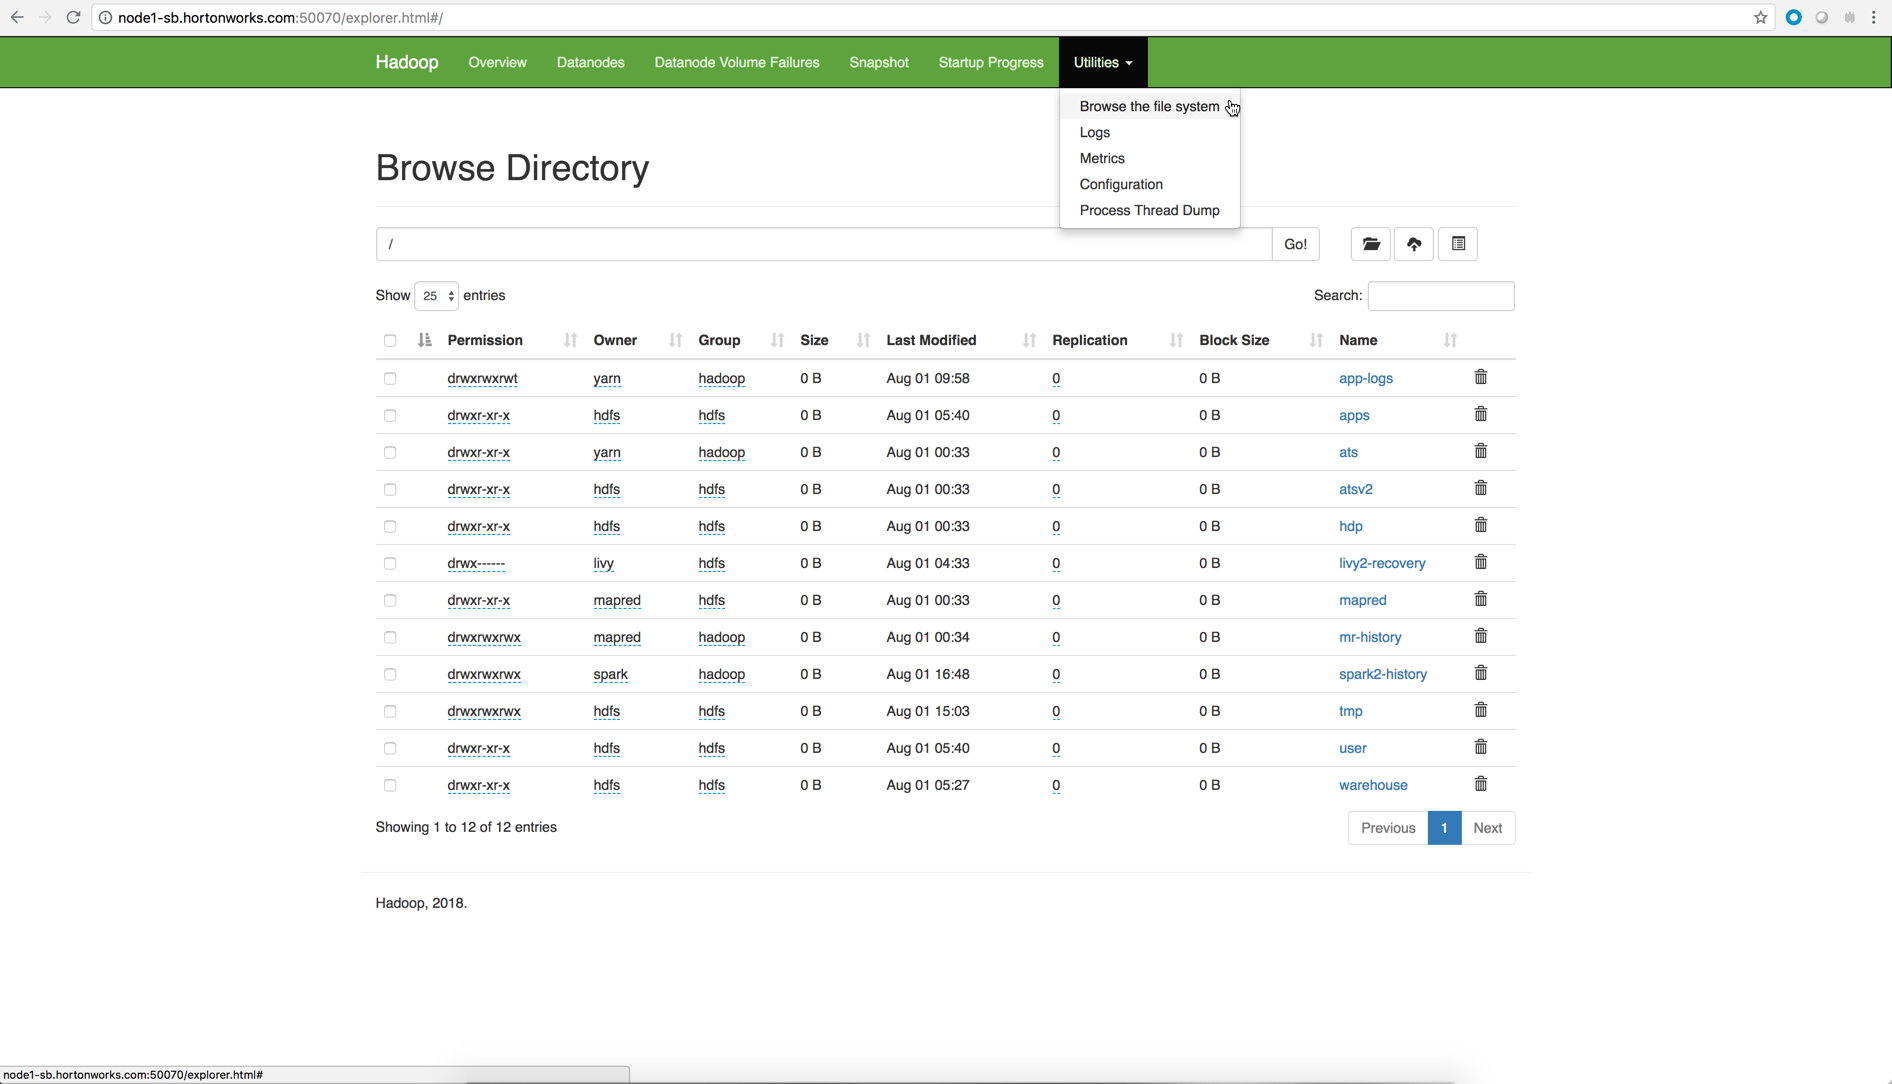 node1-sb.hortonworks.com:50070/explorer.html#/
Hadoop Overview Datanodes Datanode Volume Failures Snapshot Startup Progress Utilities
Browse the file system
Logs
Metrics
Configuration
Process Thread Dump
Browse Directory
/ Go!
Show 25 entries Search:
Permission Owner Group Size Last Modified Replication Block Size Name
drwxrwxrwt yarn hadoop 0 B Aug 01 09:58 0 0 B app-logs
drwxr-xr-x hdfs hdfs 0 B Aug 01 05:40 0 0 B apps
drwxr-xr-x yarn hadoop 0 B Aug 01 00:33 0 0 B ats
drwxr-xr-x hdfs hdfs 0 B Aug 01 00:33 0 0 B atsv2
drwxr-xr-x hdfs hdfs 0 B Aug 01 00:33 0 0 B hdp
drwx------ livy hdfs 0 B Aug 01 04:33 0 0 B livy2-recovery
drwxr-xr-x mapred hdfs 0 B Aug 01 00:33 0 0 B mapred
drwxrwxrwx mapred hadoop 0 B Aug 01 00:34 0 0 B mr-history
drwxrwxrwx spark hadoop 0 B Aug 01 16:48 0 0 B spark2-history
drwxrwxrwx hdfs hdfs 0 B Aug 01 15:03 0 0 B tmp
drwxr-xr-x hdfs hdfs 0 B Aug 01 05:40 0 0 B user
drwxr-xr-x hdfs hdfs 0 B Aug 01 05:27 0 0 B warehouse
Showing 1 to 12 of 12 entries Previous 1 Next
Hadoop, 2018.
node1-sb.hortonworks.com:50070/explorer.html#